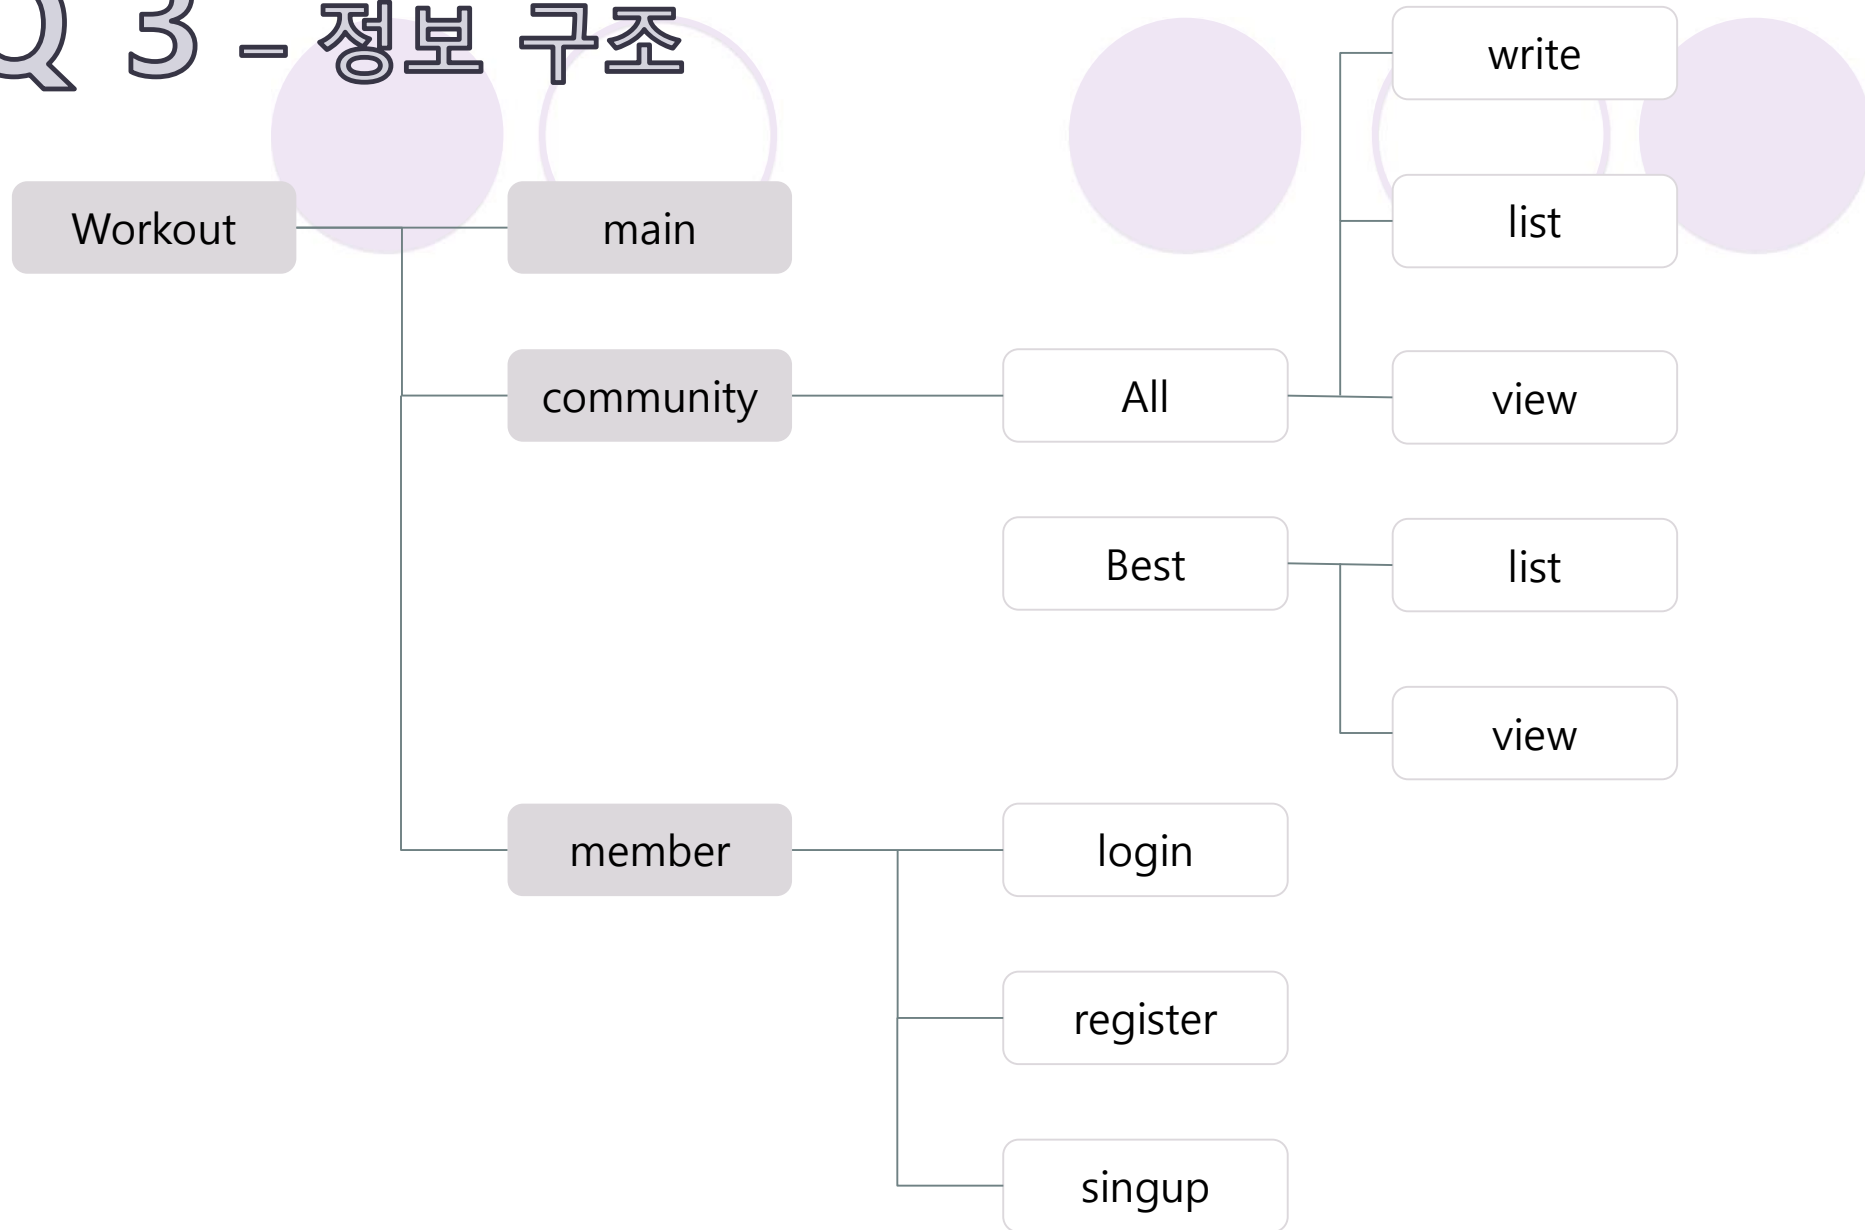 Q 3 – 정보 구조
write
list
Workout
main
community
All
view
Best
list
view
member
login
register
singup